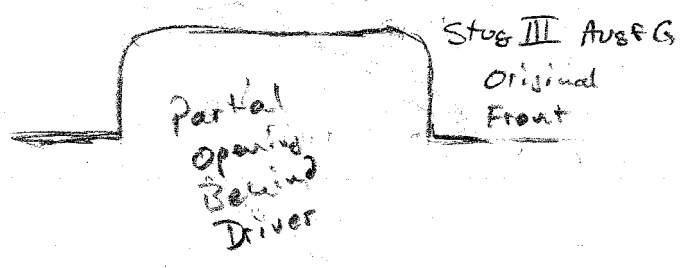 Stug III Ausf G
Original
Front
Partial
Opening
Behind
Driver